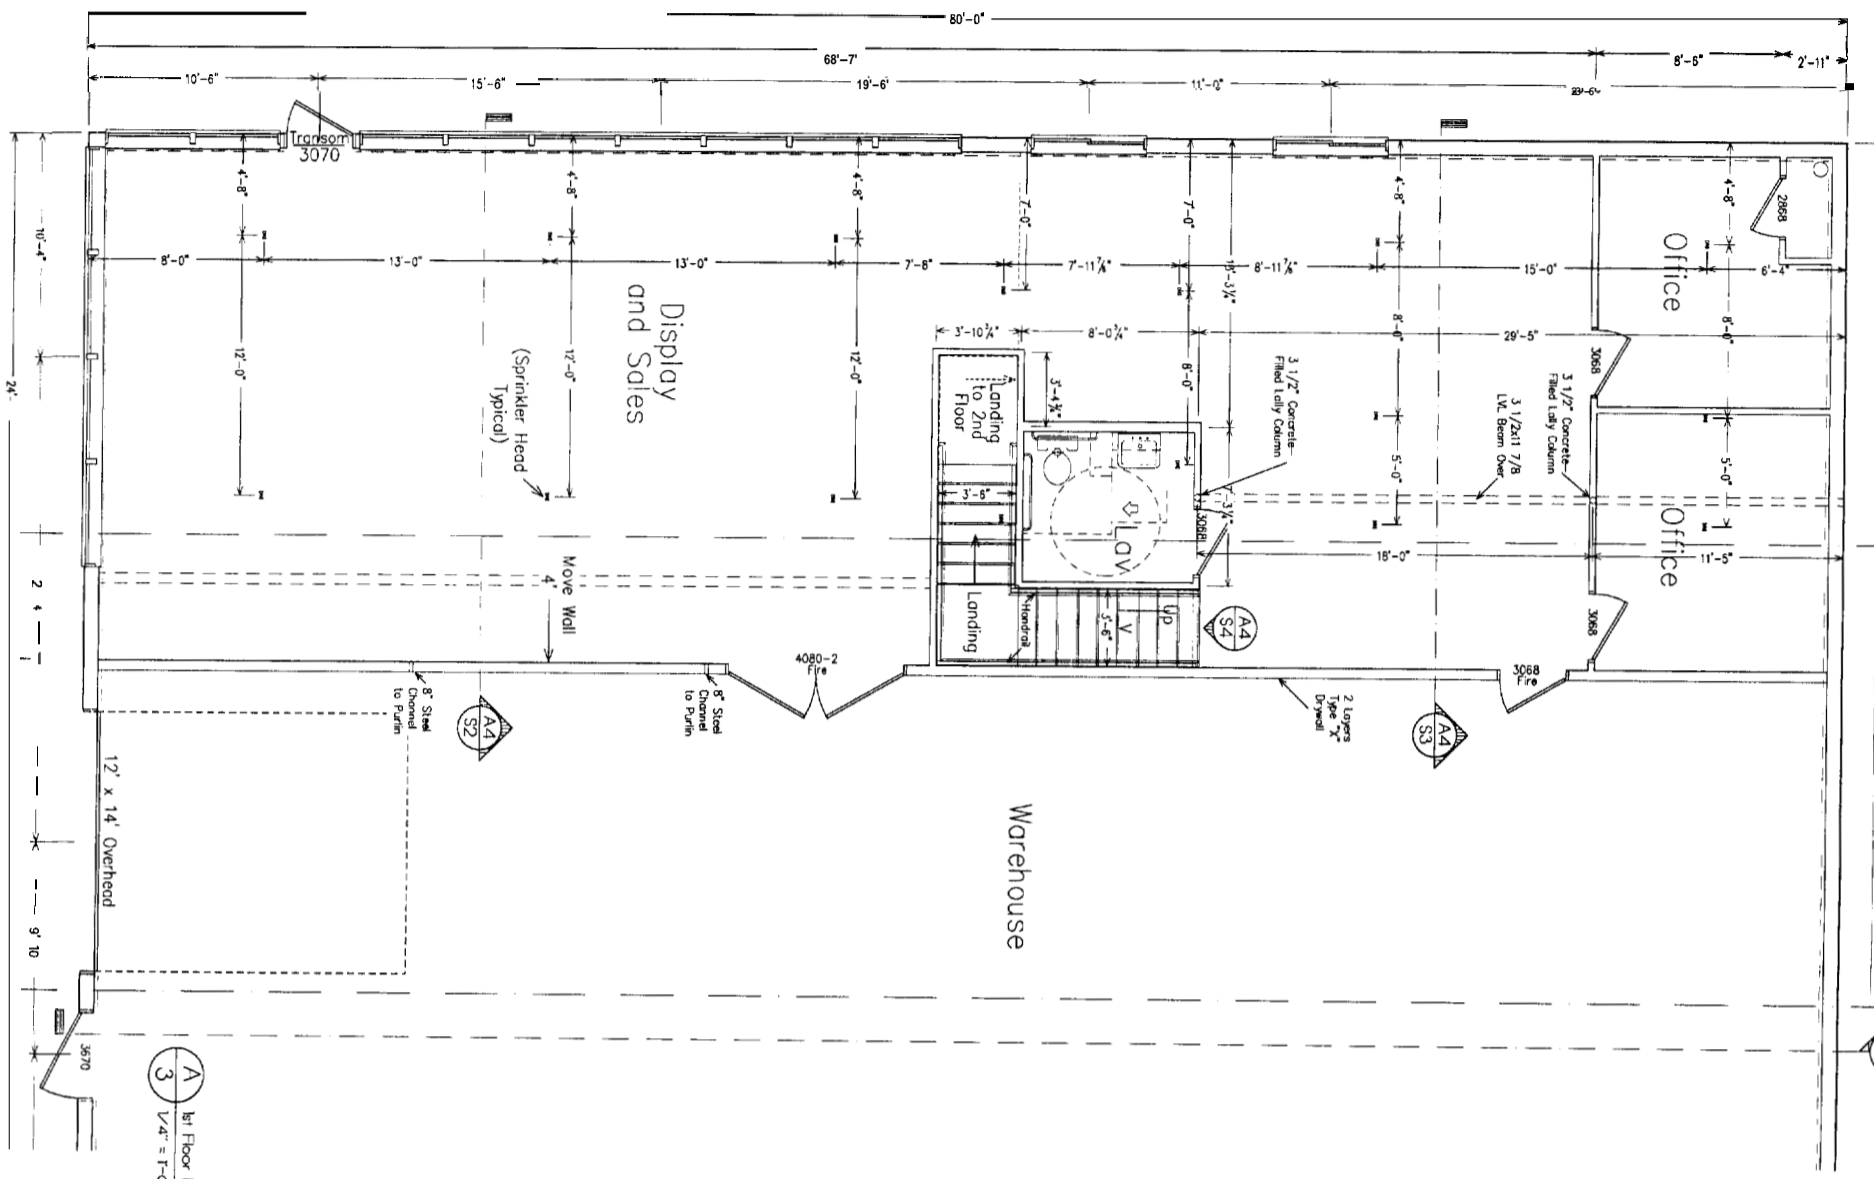 80'-0"
68'-7'
8'-6"
2'-11"
10'-6"
15'-6"
19'-6'
11'-0"
Transom
3070
4'-8"
4'-8"
4'-8"
7'-0"
7'-0"
4'-8"
4'-8"
2868
10'-4"
24'-
8'-0"
13'-0"
13'-0"
7'-8"
7'-11 7/8"
8'-11 7/8"
15'-0"
6'-4"
Office
Display
and Sales
12'-0"
12'-0"
12'-0"
3'-10 3/4"
8'-0 3/4"
29'-5"
8'-0"
8'-0"
8'-0"
3068
(Sprinkler Head
Typical)
Landing
to 2nd
Floor
3 1/2" Concrete
Filled Lally Column
3 1/2" Concrete
Filled Lally Column
3 1/2x11 7/8
LVL Beam Over
3'-6"
5'-0"
5'-0"
Lav
3068
Office
18'-0"
11'-5"
Move Wall
4'
Landing
Handrail
Up
A4
S4
3068
4080-2
Fire
3068
Fire
8" Steel
Channel
to Purlin
8" Steel
Channel
to Purlin
A4
S2
2 Layers
Type "X"
Drywall
A4
S3
12' x 14' Overhead
Warehouse
2
4
9' 10
3670
A
3
1st Floor
1/4" = 1'-0